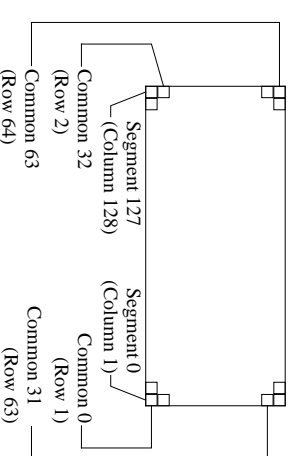 Segment 127
(Column 128)
Common 32
(Row 2)
Common 63
(Row 64)
Segment 0
(Column 1)
Common 0
(Row 1)
Common 31
(Row 63)